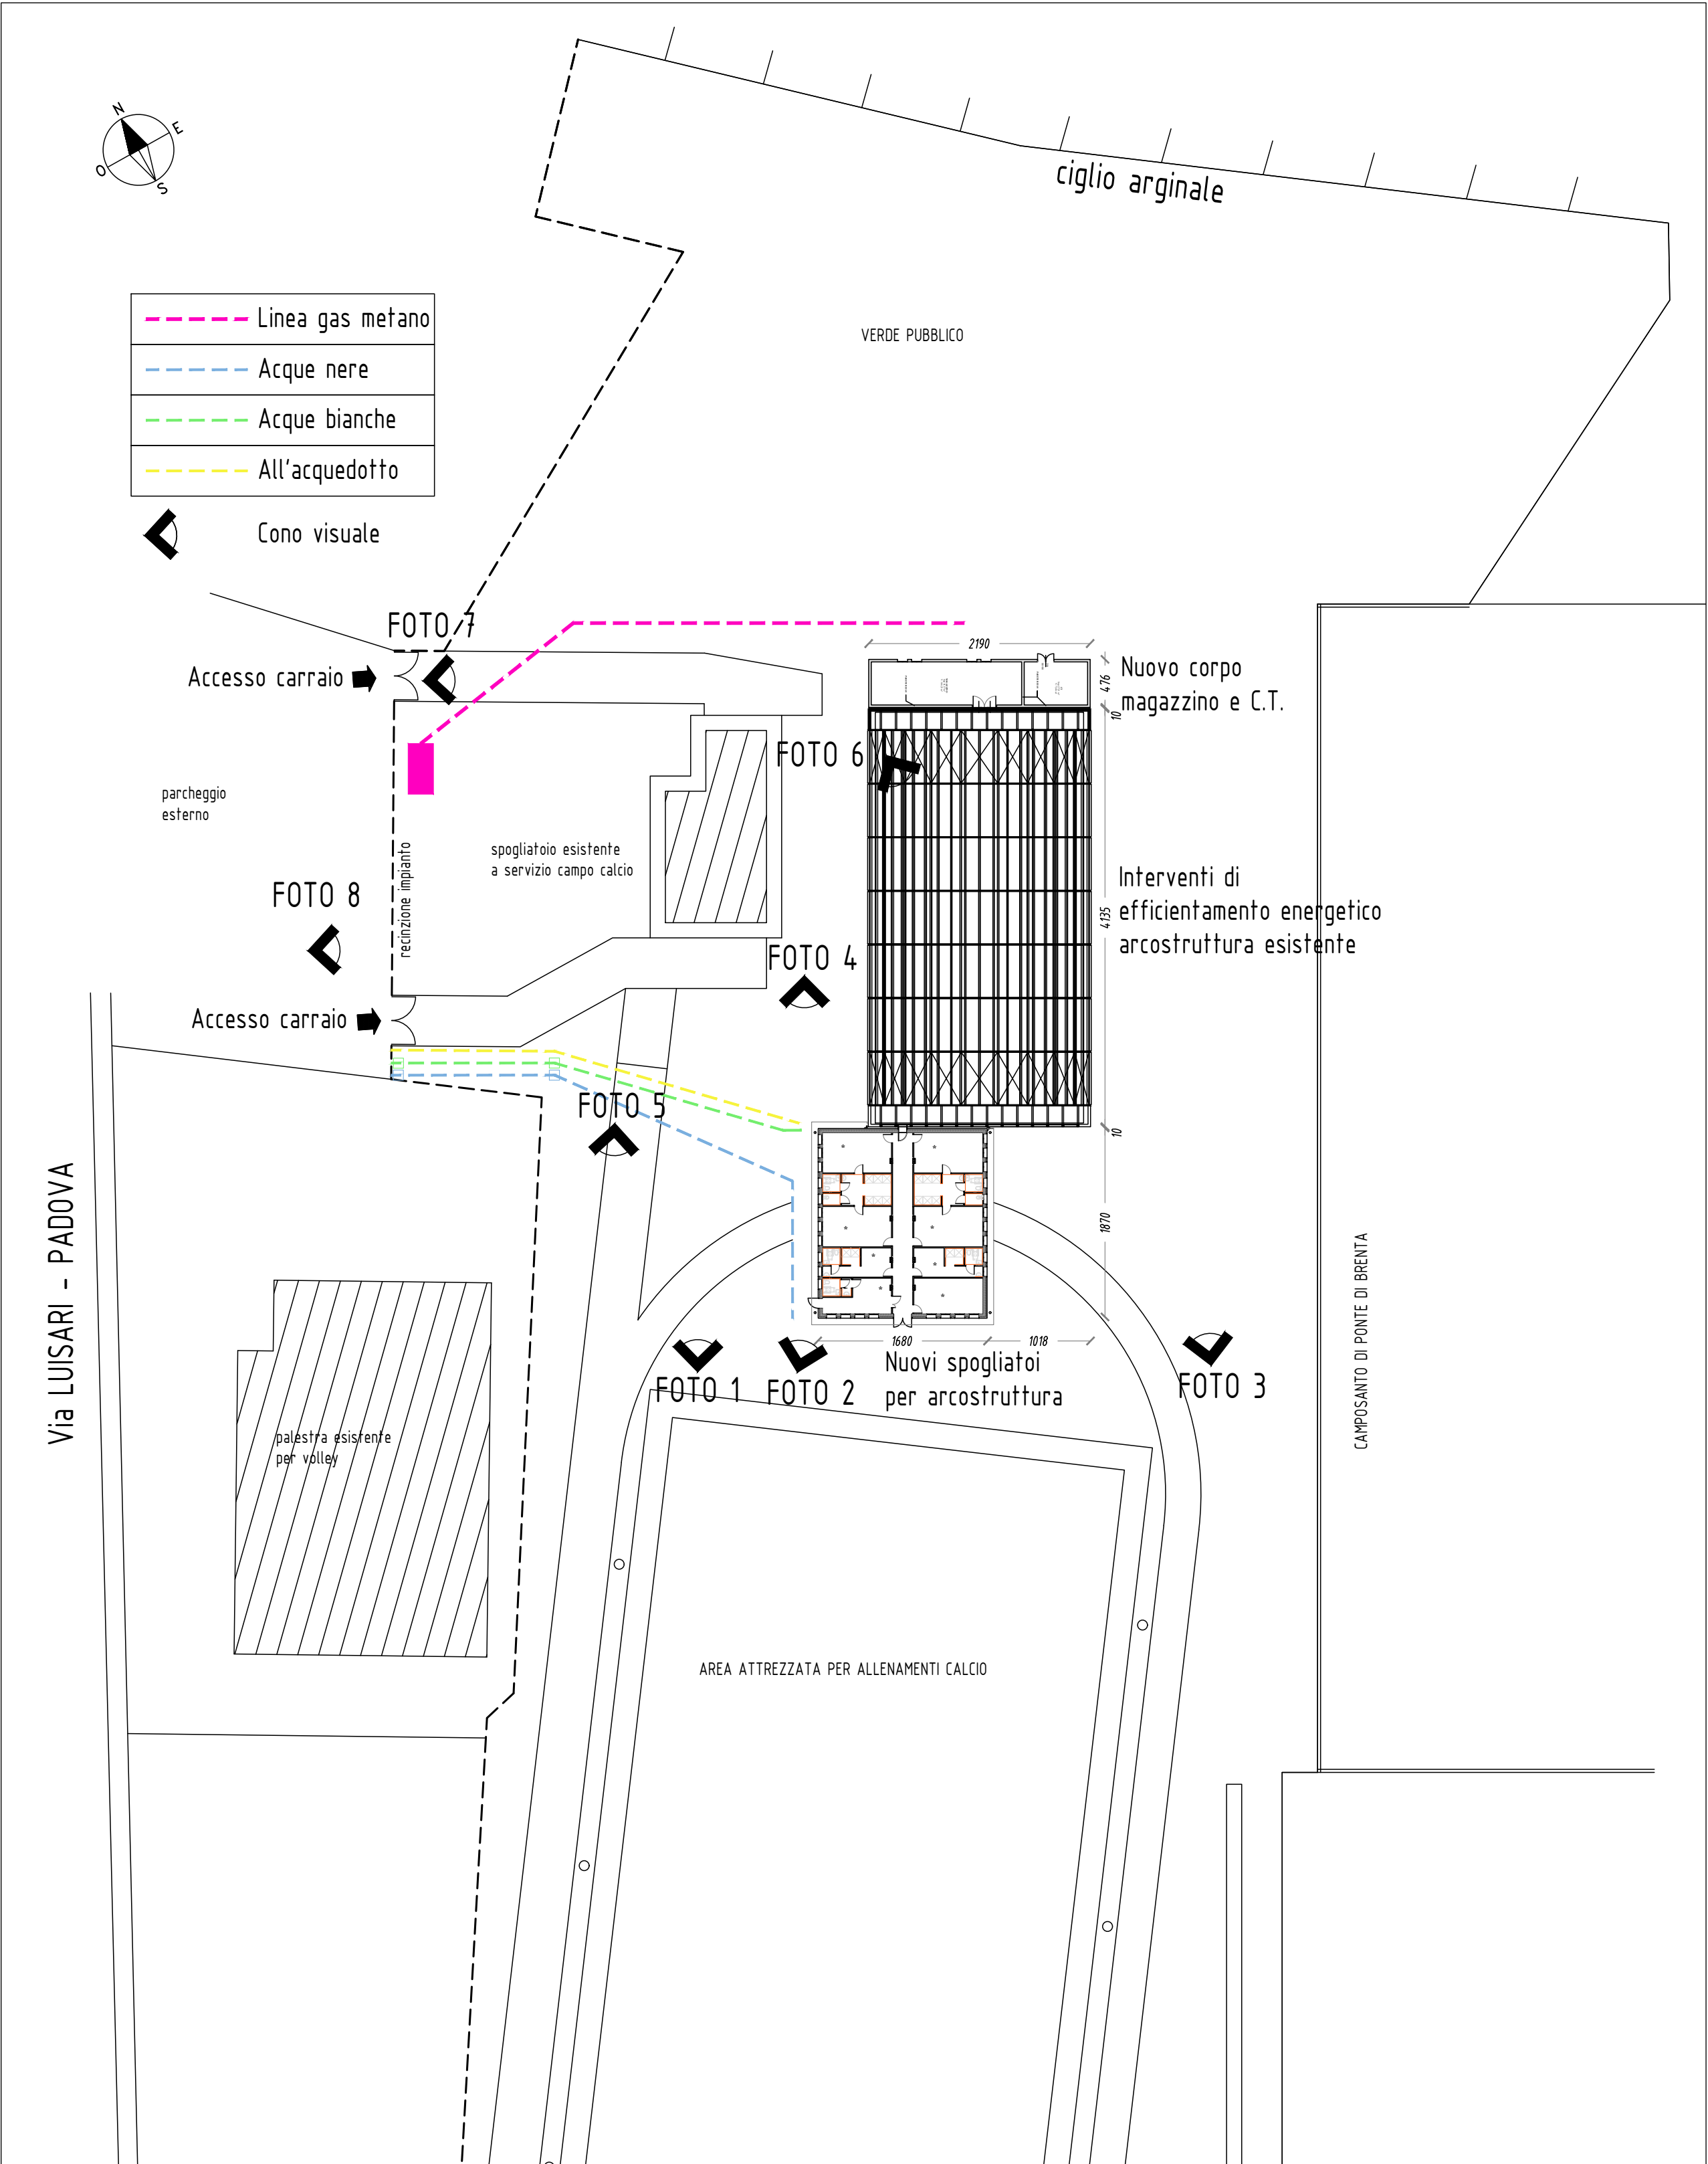 N
E
O
S
ciglio arginale
Linea gas metano
Acque nere
Acque bianche
All'acquedotto
Cono visuale
VERDE PUBBLICO
FOTO 7
Accesso carraio
2190
476
Nuovo corpo
magazzino e C.T.
10
FOTO 6
parcheggio
esterno
recinzione impianto
spogliatoio esistente
a servizio campo calcio
FOTO 8
Interventi di
efficientamento energetico
arcostruttura esistente
4135
FOTO 4
Accesso carraio
FOTO 5
10
1870
Via LUISARI - PADOVA
CAMPOSANTO DI PONTE DI BRENTA
1680
1018
FOTO 1
FOTO 2
Nuovi spogliatoi
per arcostruttura
FOTO 3
palestra esistente
per volley
AREA ATTREZZATA PER ALLENAMENTI CALCIO